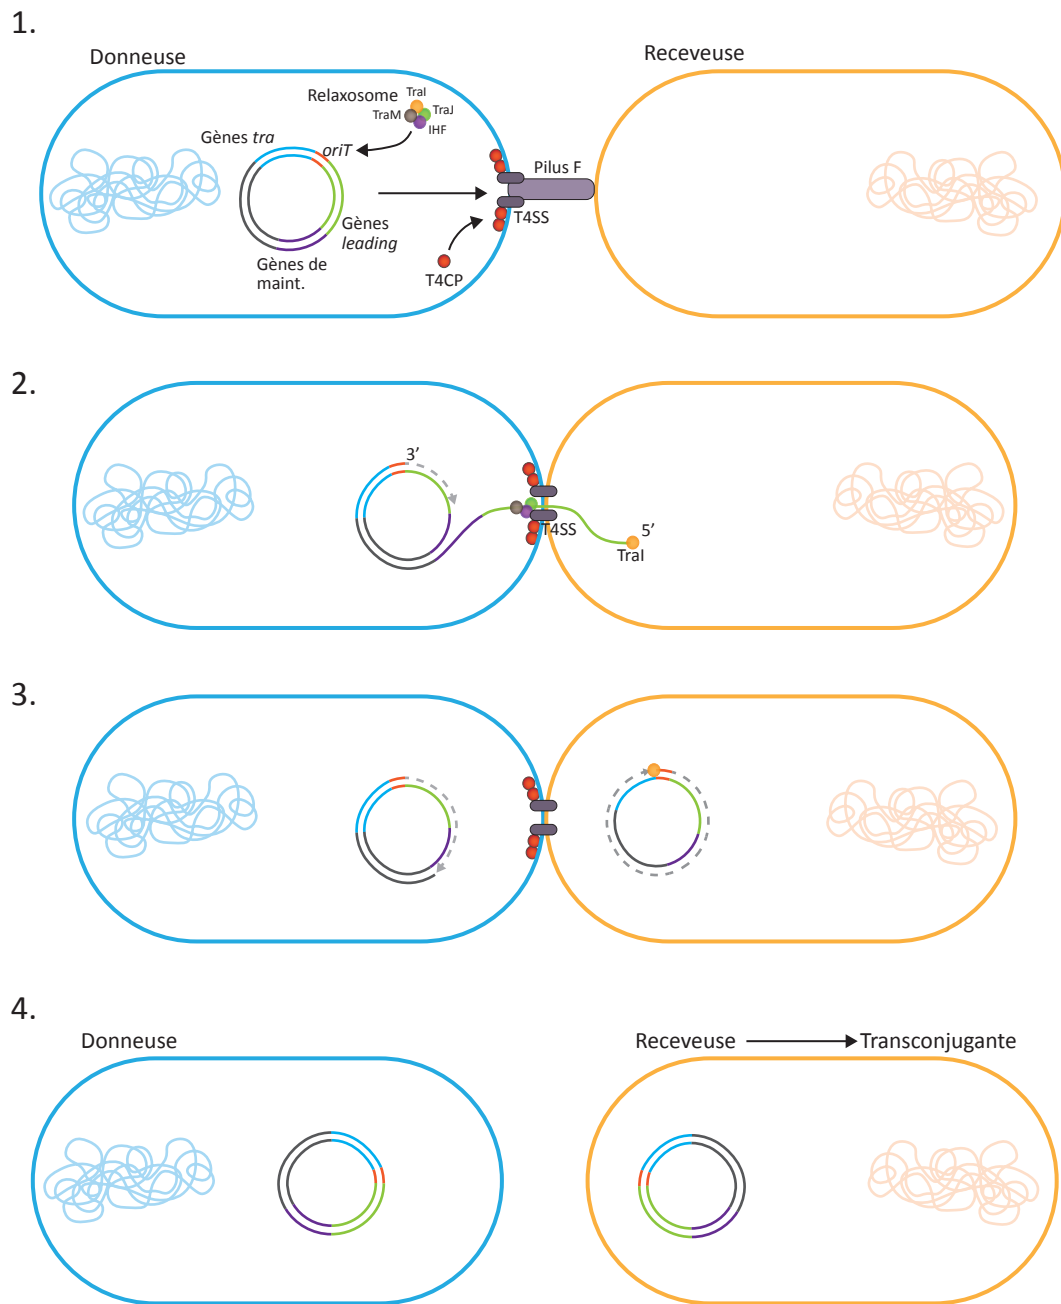 1.
Donneuse
Receveuse
Relaxosome
TraI
TraM
TraJ
IHF
Gènes tra
oriT
Pilus F
T4SS
Gènes
leading
Gènes de
maint.
T4CP
2.
3’
T4SS
5’
TraI
3.
4.
Donneuse
Receveuse
Transconjugante